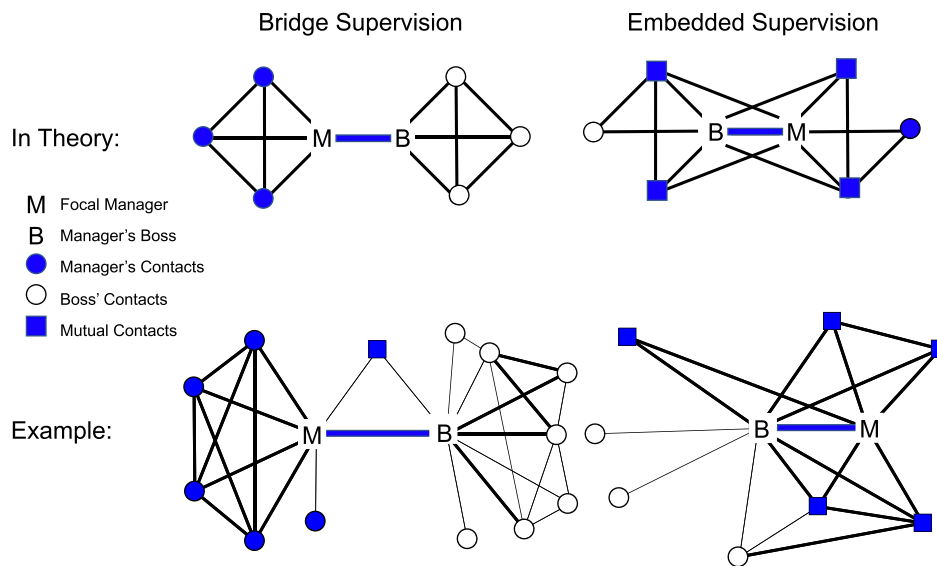 Bridge Supervision
Embedded Supervision
In Theory:
M
B
B
M
M Focal Manager
B Manager's Boss
Manager's Contacts
Boss' Contacts
Mutual Contacts
Example:
M
B
B
M